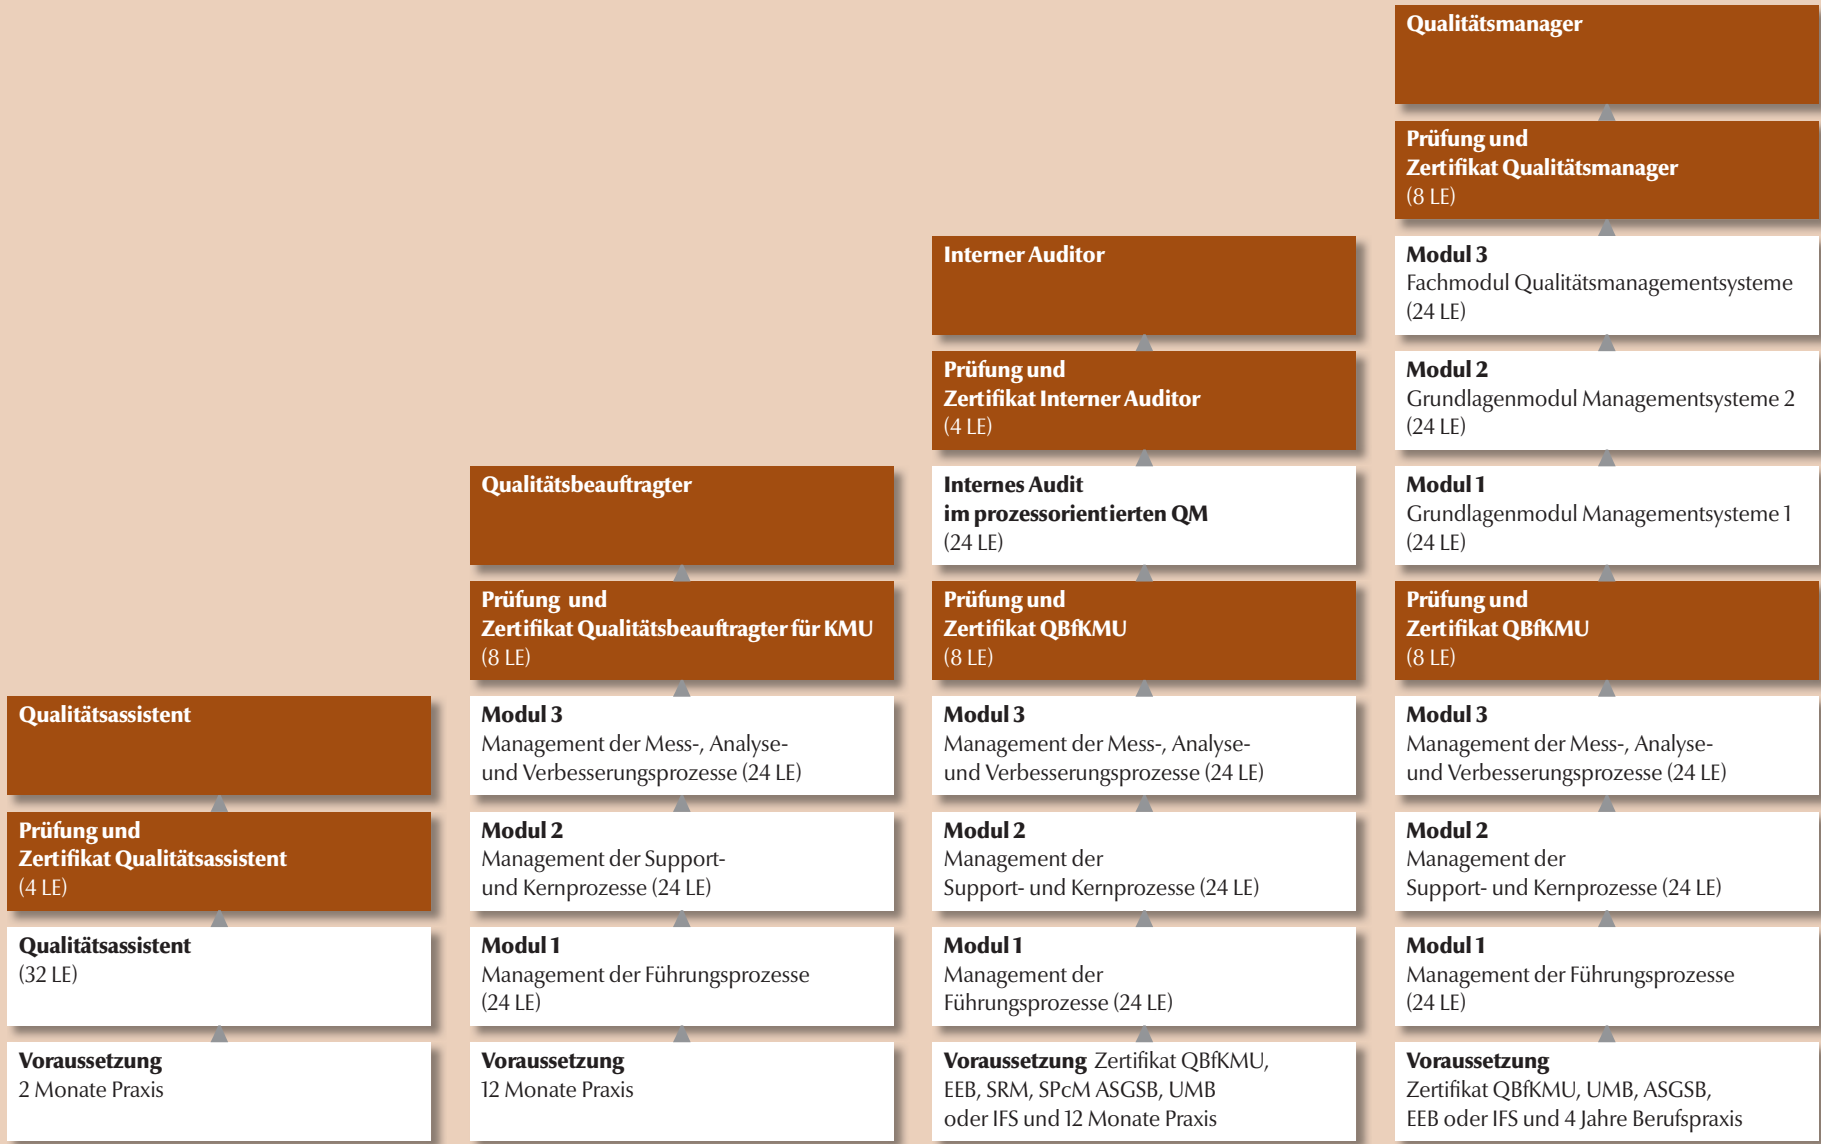 Qualitätsassistent
Prüfung und
Zertifikat Qualitätsassistent
(4 LE)
Qualitätsassistent
(32 LE)
Voraussetzung
2 Monate Praxis
Qualitätsbeauftragter
Prüfung und
Zertifikat Qualitätsbeauftragter für KMU
(8 LE)
Modul 3
Management der Mess-, Analyse-
und Verbesserungsprozesse (24 LE)
Modul 2
Management der Support-
und Kernprozesse (24 LE)
Modul 1
Management der Führungsprozesse
(24 LE)
Voraussetzung
12 Monate Praxis
Interner Auditor
Prüfung und
Zertifikat Interner Auditor
(4 LE)
Internes Audit
im prozessorientierten QM
(24 LE)
Prüfung und
Zertifikat QBfKMU
(8 LE)
Modul 3
Management der Mess-, Analyse-
und Verbesserungsprozesse (24 LE)
Modul 2
Management der
Support- und Kernprozesse (24 LE)
Modul 1
Management der
Führungsprozesse (24 LE)
Voraussetzung Zertifikat QBfKMU,
EEB, SRM, SPcM ASGSB, UMB
oder IFS und 12 Monate Praxis
Qualitätsmanager
Prüfung und
Zertifikat Qualitätsmanager
(8 LE)
Modul 3
Fachmodul Qualitätsmanagementsysteme
(24 LE)
Modul 2
Grundlagenmodul Managementsysteme 2
(24 LE)
Modul 1
Grundlagenmodul Managementsysteme 1
(24 LE)
Prüfung und
Zertifikat QBfKMU
(8 LE)
Modul 3
Management der Mess-, Analyse-
und Verbesserungsprozesse (24 LE)
Modul 2
Management der
Support- und Kernprozesse (24 LE)
Modul 1
Management der Führungsprozesse
(24 LE)
Voraussetzung
Zertifikat QBfKMU, UMB, ASGSB,
EEB oder IFS und 4 Jahre Berufspraxis